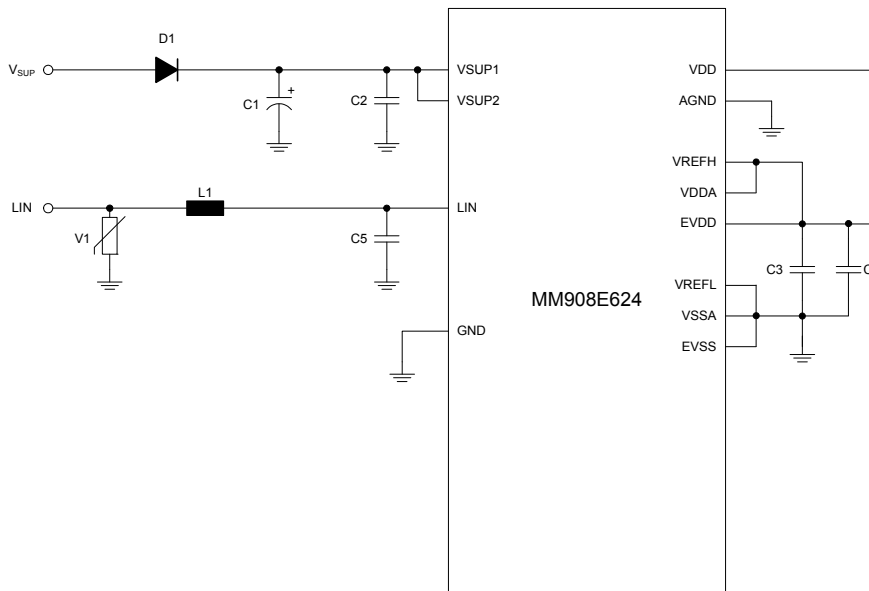 D1
VSUP
VSUP1
VDD
C1
+
C2
VSUP2
AGND
VREFH
L1
VDDA
LIN
LIN
EVDD
V1
C5
C3
C
VREFL
MM908E624
VSSA
GND
EVSS